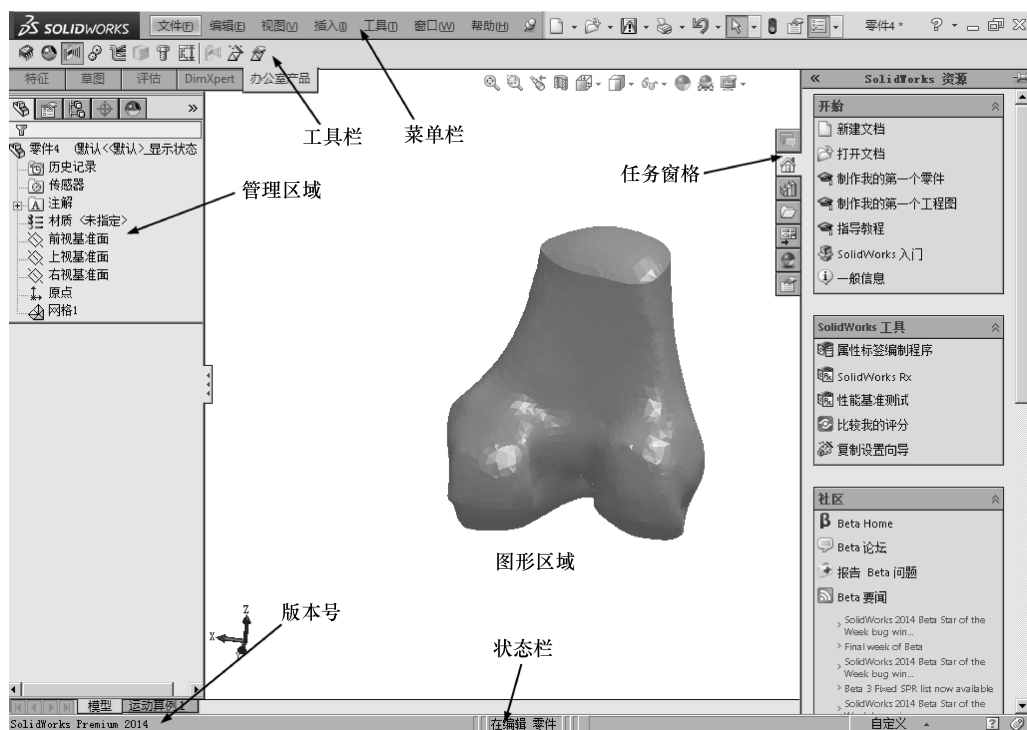 SOLIDWORKS 文件(F) 编辑(E) 视图(V) 插入(I) 工具(T) 窗口(W) 帮助(H) 零件4 *
特征 草图 评估 DimXpert 办公室产品
工具栏
菜单栏
任务窗格
管理区域
图形区域
版本号
状态栏
零件4 (默认<<默认>_显示状态
历史记录
传感器
注解
材质 <未指定>
前视基准面
上视基准面
右视基准面
原点
网格1
SolidWorks 资源
开始
新建文档
打开文档
制作我的第一个零件
制作我的第一个工程图
指导教程
SolidWorks 入门
一般信息
SolidWorks 工具
属性标签编制程序
SolidWorks Rx
性能基准测试
比较我的评分
复制设置向导
社区
Beta Home
Beta 论坛
报告 Beta 问题
Beta 要闻
SolidWorks 2014 Beta Star of the
Week bug win...
Final week of Beta
SolidWorks 2014 Beta Star of the
Week bug win...
Beta 3 Fixed SPR list now available
SolidWorks 2014 Beta Star of the
Z
X
模型 运动算例1
SolidWorks Premium 2014 在编辑 零件 自定义